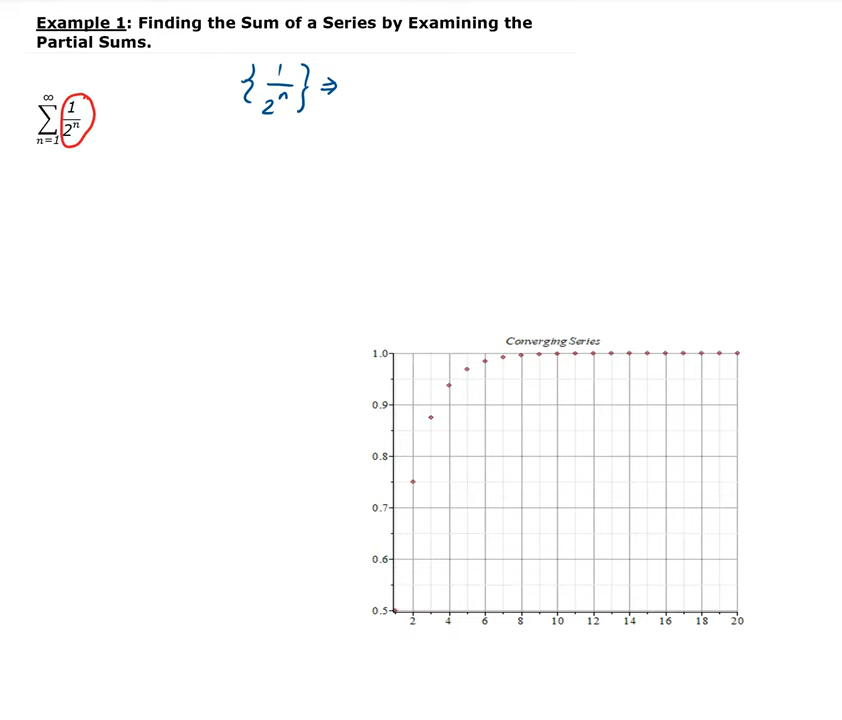 Example 1: Finding the Sum of a Series by Examining the
Partial Sums.
{1/2ⁿ} ⇒
∞
∑ 1/2ⁿ
n=1
Converging Series
1.0
0.9
0.8
0.7
0.6
0.5
2 4 6 8 10 12 14 16 18 20